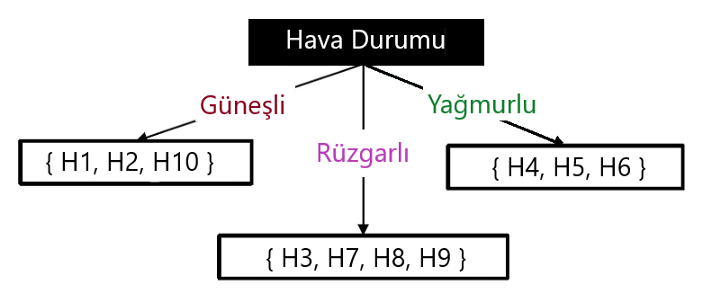 Hava Durumu
Güneşli
Yağmurlu
Rüzgarlı
{ H1, H2, H10 }
{ H4, H5, H6 }
{ H3, H7, H8, H9 }